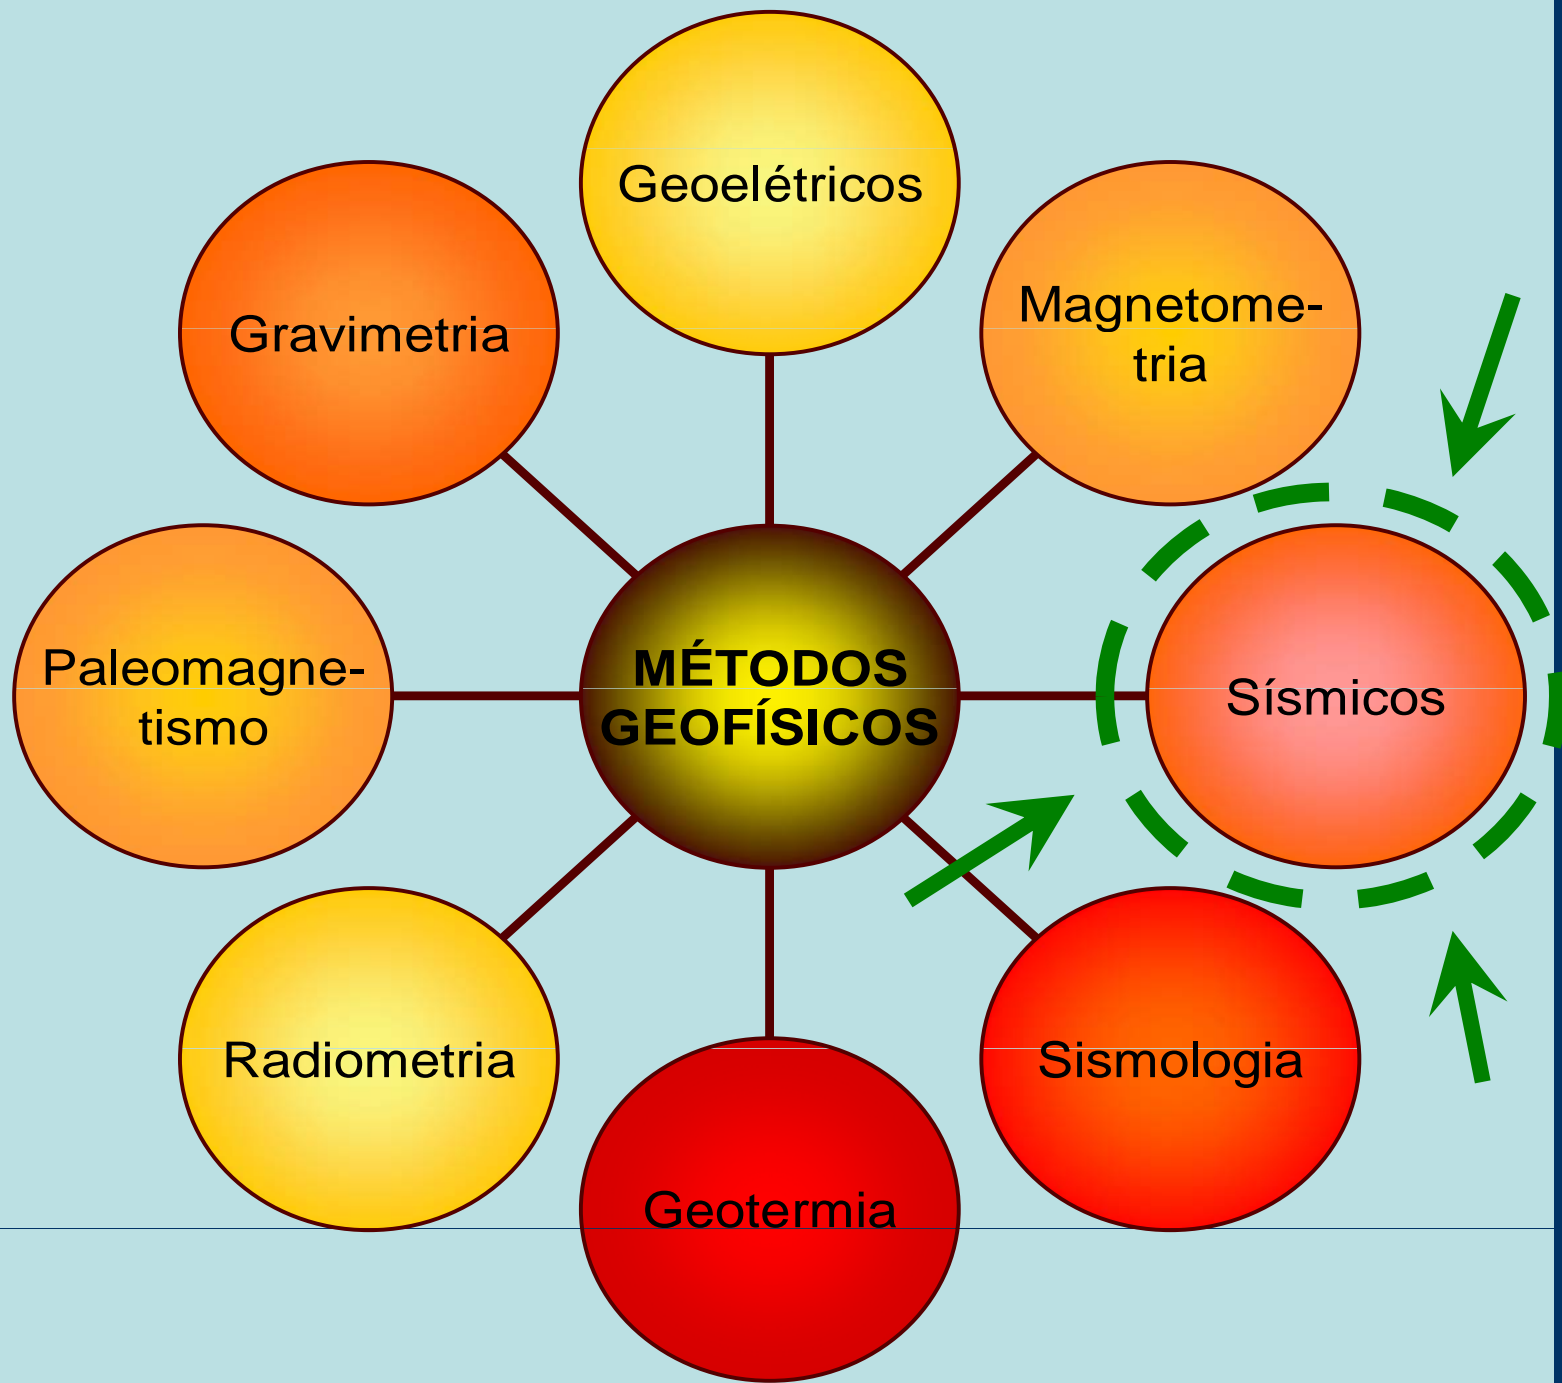 Geoelétricos
Gravimetria
Magnetome-
tria
Paleomagne-
tismo
MÉTODOS
GEOFÍSICOS
Sísmicos
Radiometria
Sismologia
Geotermia